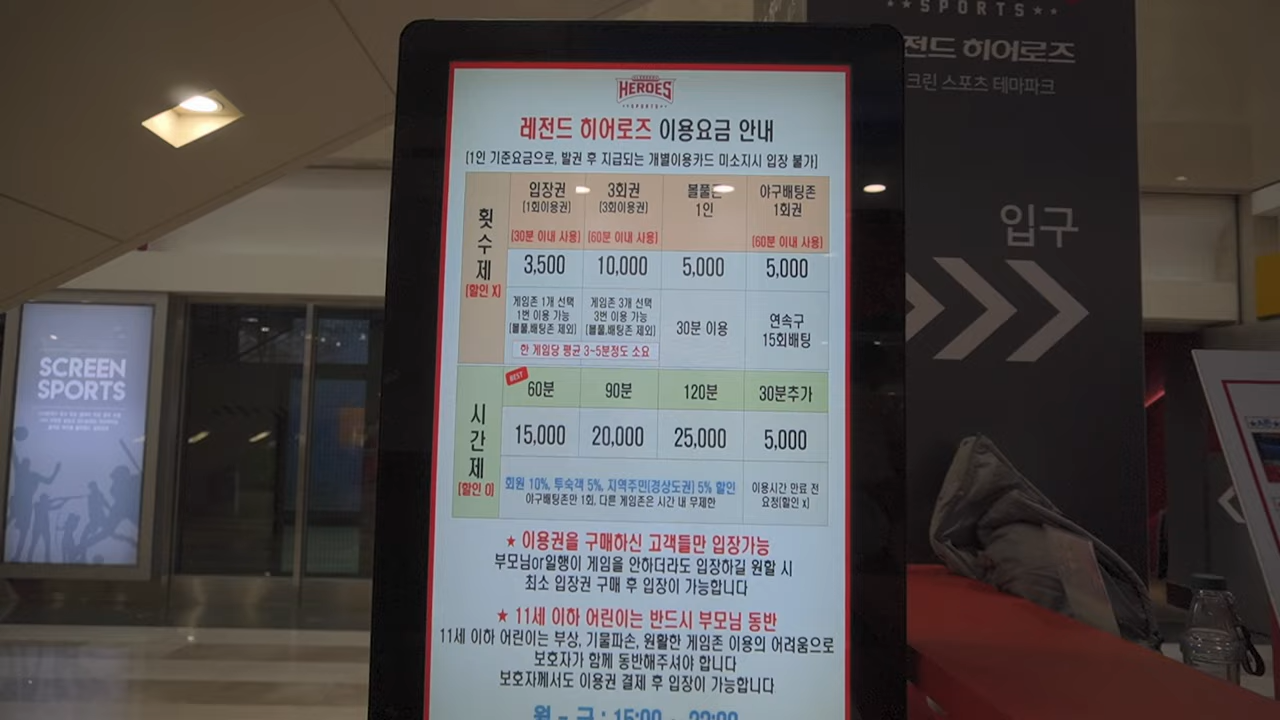 SPORTS
전드 히어로즈
크린 스포츠 테마파크
입구
SCREEN
SPORTS
HEROES
SPORTS
레전드 히어로즈 이용요금 안내
[1인 기준요금으로, 발권 후 지급되는 개별이용카드 미소지시 입장 불가]
횟수제
[할인 X]
입장권
[1회이용권]
[30분 이내 사용]
3회권
[3회이용권]
[60분 이내 사용]
볼풀존
1인
야구배팅존
1회권
[60분 이내 사용]
3,500
10,000
5,000
5,000
게임존 1개 선택
1번 이용 가능
[볼풀,배팅존 제외]
게임존 3개 선택
3번 이용 가능
[볼풀,배팅존 제외]
한 게임당 평균 3~5분정도 소요
30분 이용
연속구
15회배팅
시간제
[할인 O]
BEST
60분
90분
120분
30분추가
15,000
20,000
25,000
5,000
회원 10%, 투숙객 5%, 지역주민(경상도권) 5% 할인
야구배팅존만 1회, 다른 게임존은 시간 내 무제한
이용시간 만료 전
요청[할인 x]
★ 이용권을 구매하신 고객들만 입장가능
부모님or일행이 게임을 안하더라도 입장하길 원할 시
최소 입장권 구매 후 입장이 가능합니다
★ 11세 이하 어린이는 반드시 부모님 동반
11세 이하 어린이는 부상, 기물파손, 원활한 게임존 이용의 어려움으로
보호자가 함께 동반해주셔야 합니다
보호자께서도 이용권 결제 후 입장이 가능합니다
월 - 금 : 15:00 - 22:00